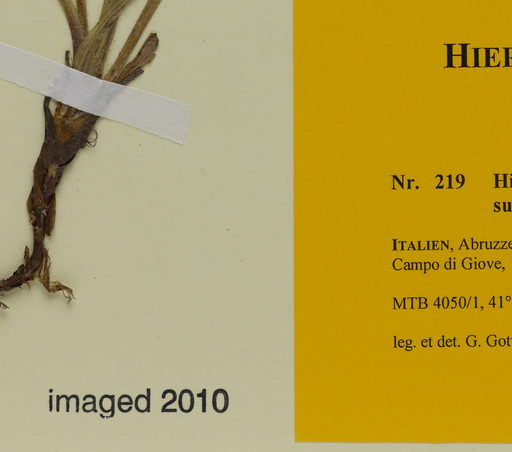 HIER
Nr. 219 Hi
su
ITALIEN, Abruzze
Campo di Giove,
MTB 4050/1, 41°
leg. et det. G. Got
imaged 2010